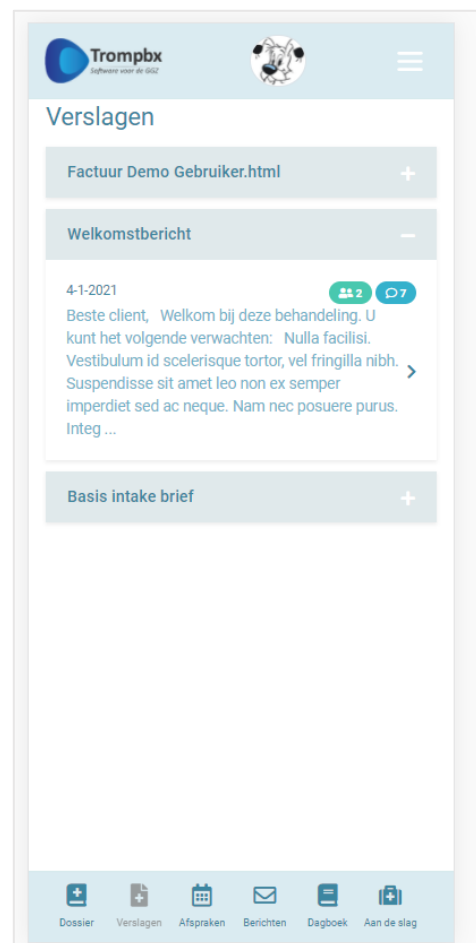 Trompbx
Software voor de GGZ
Verslagen
Factuur Demo Gebruiker.html
Welkomstbericht
4-1-2021
2
7
Beste client,   Welkom bij deze behandeling. U
kunt het volgende verwachten:   Nulla facilisi.
Vestibulum id scelerisque tortor, vel fringilla nibh.
Suspendisse sit amet leo non ex semper
imperdiet sed ac neque. Nam nec posuere purus.
Integ ...
Basis intake brief
Dossier
Verslagen
Afspraken
Berichten
Dagboek
Aan de slag